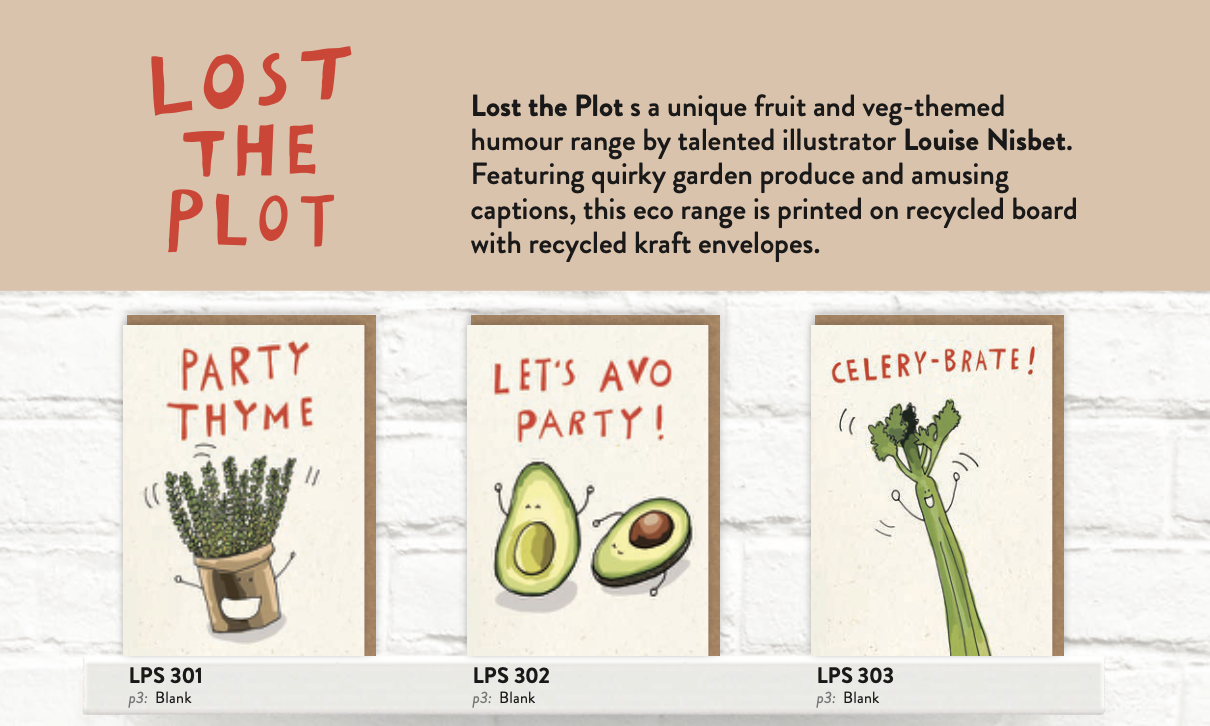 LOST
THE
PLOT
Lost the Plot s a unique fruit and veg-themed
humour range by talented illustrator Louise Nisbet.
Featuring quirky garden produce and amusing
captions, this eco range is printed on recycled board
with recycled kraft envelopes.
PARTY
THYME
LET'S AVO
PARTY!
CELERY-BRATE!
LPS 301
p3: Blank
LPS 302
p3: Blank
LPS 303
p3: Blank